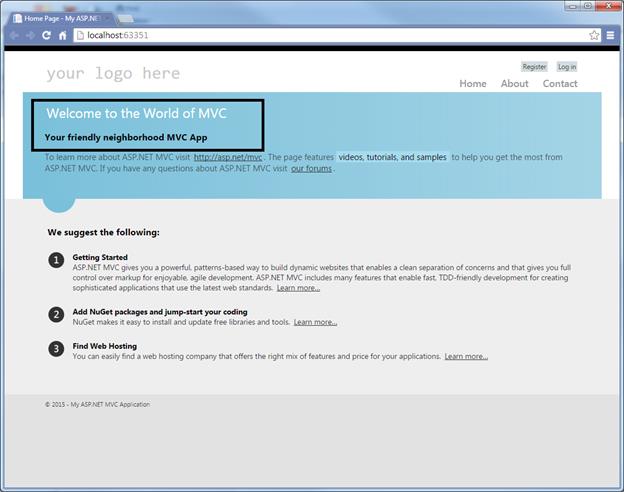 Home Page - My ASP.NET
localhost:63351
your logo here
Register Log in
Home About Contact
Welcome to the World of MVC
Your friendly neighborhood MVC App
To learn more about ASP.NET MVC visit http://asp.net/mvc. The page features videos, tutorials, and samples to help you get the most from
ASP.NET MVC. If you have any questions about ASP.NET MVC visit our forums.
We suggest the following:
1 Getting Started
ASP.NET MVC gives you a powerful, patterns-based way to build dynamic websites that enables a clean separation of concerns and that gives you full
control over markup for enjoyable, agile development. ASP.NET MVC includes many features that enable fast, TDD-friendly development for creating
sophisticated applications that use the latest web standards. Learn more...
2 Add NuGet packages and jump-start your coding
NuGet makes it easy to install and update free libraries and tools. Learn more...
3 Find Web Hosting
You can easily find a web hosting company that offers the right mix of features and price for your applications. Learn more...
© 2015 - My ASP.NET MVC Application